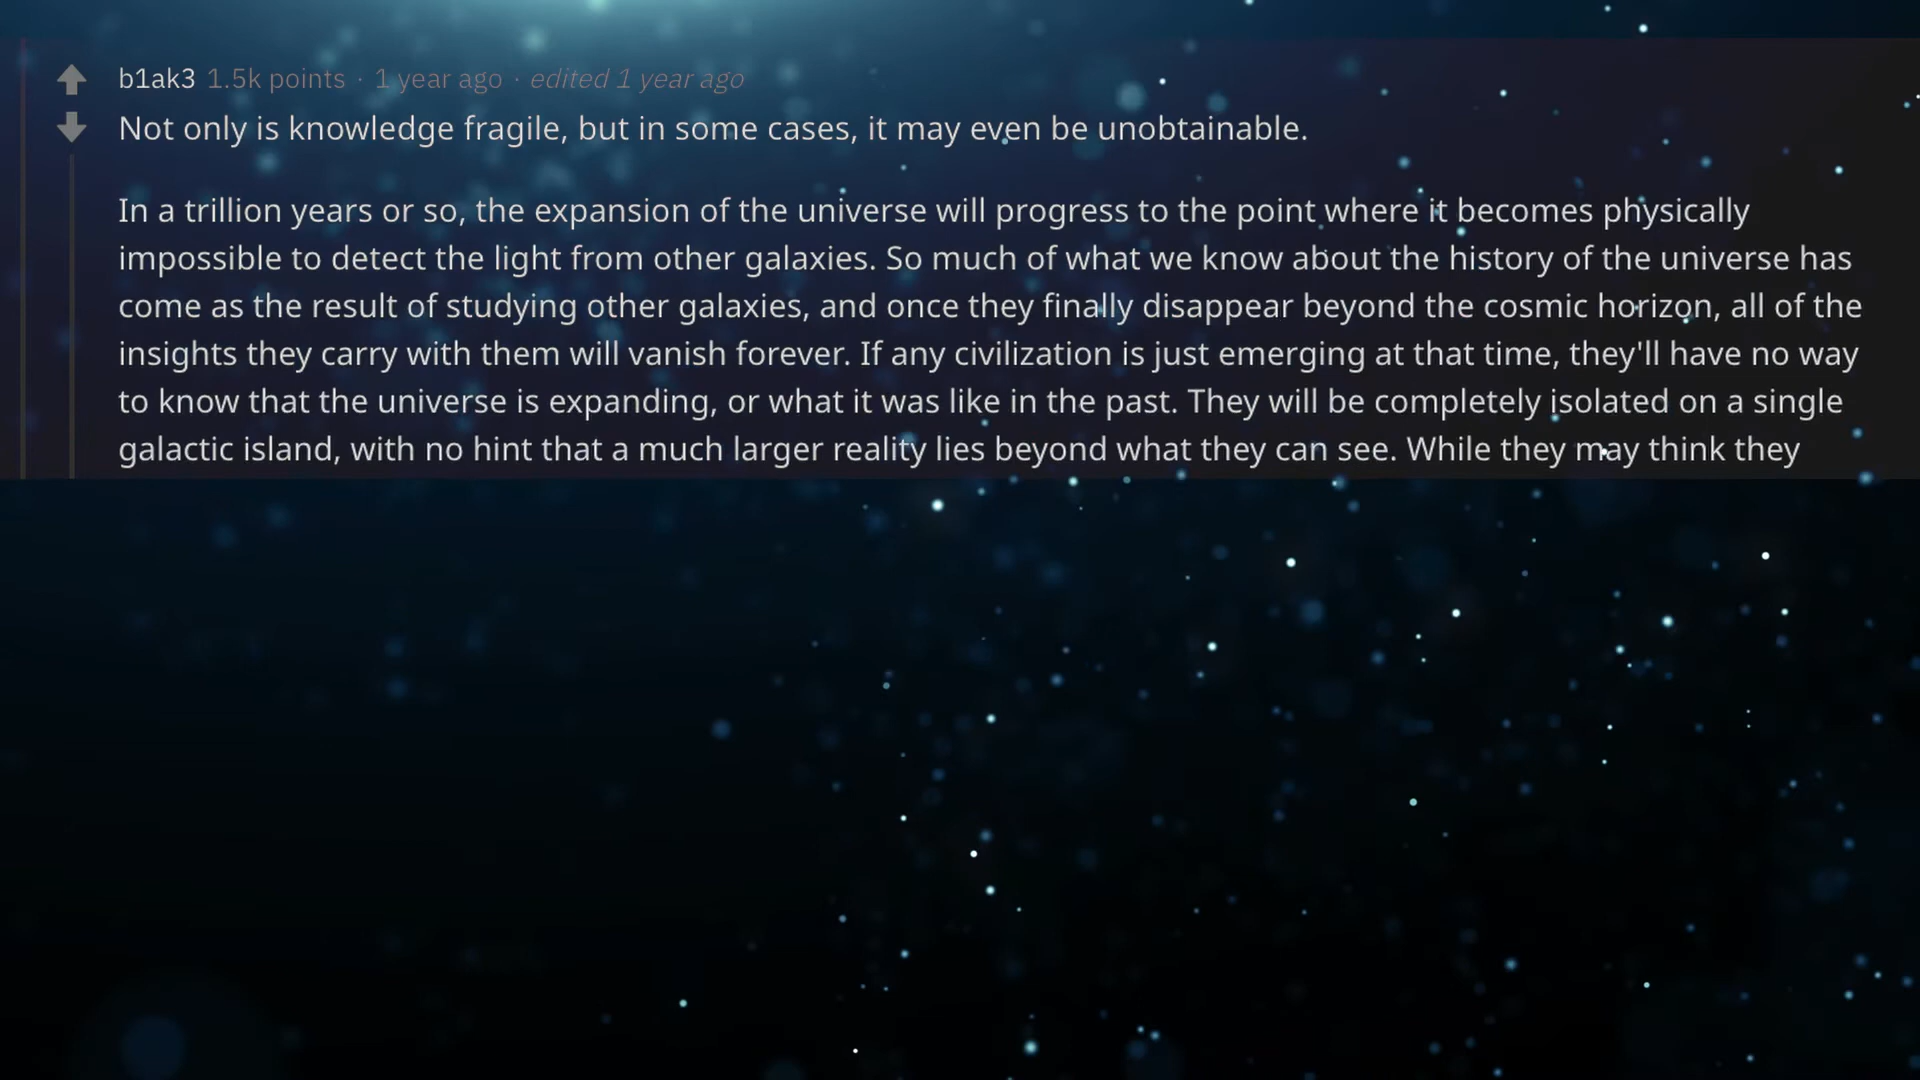 b1ak3 1.5k points · 1 year ago · edited 1 year ago
Not only is knowledge fragile, but in some cases, it may even be unobtainable.
In a trillion years or so, the expansion of the universe will progress to the point where it becomes physically
impossible to detect the light from other galaxies. So much of what we know about the history of the universe has
come as the result of studying other galaxies, and once they finally disappear beyond the cosmic horizon, all of the
insights they carry with them will vanish forever. If any civilization is just emerging at that time, they'll have no way
to know that the universe is expanding, or what it was like in the past. They will be completely isolated on a single
galactic island, with no hint that a much larger reality lies beyond what they can see. While they may think they